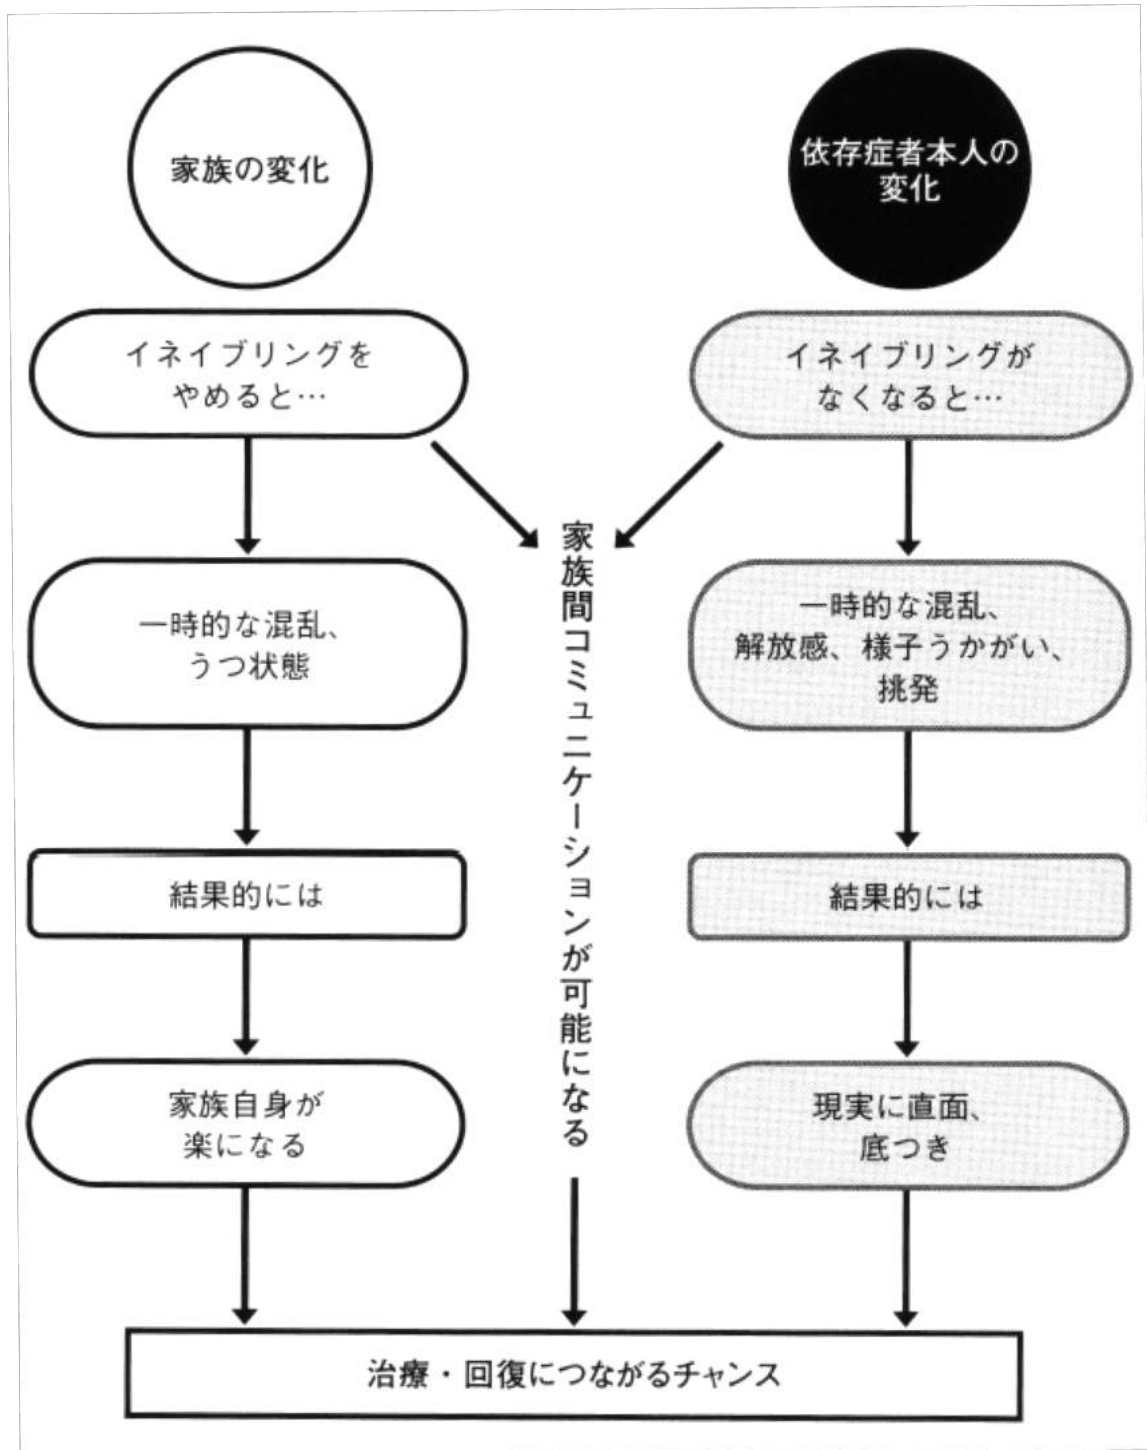 家族の変化
イネイブリングを
やめると…
一時的な混乱、
うつ状態
結果的には
家族自身が
楽になる
家族間コミュニケーションが可能になる
依存症者本人の
変化
イネイブリングが
なくなると…
一時的な混乱、
解放感、様子うかがい、
挑発
結果的には
現実に直面、
底つき
治療・回復につながるチャンス